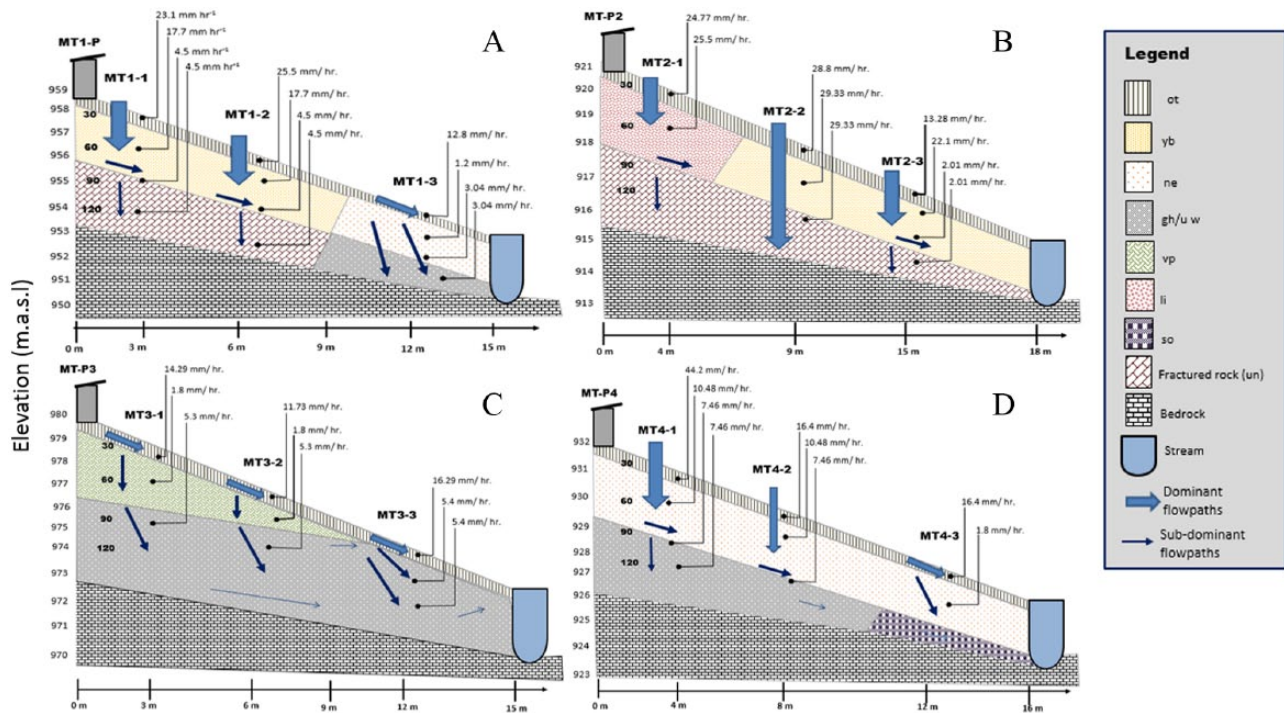 Elevation (m.a.s.l)
A
MT1-P
MT1-1
MT1-2
MT1-3
23.1 mm hr⁻¹
17.7 mm hr⁻¹
4.5 mm hr⁻¹
4.5 mm hr⁻¹
25.5 mm/ hr.
17.7 mm/ hr.
4.5 mm/ hr.
4.5 mm/ hr.
12.8 mm/ hr.
1.2 mm/ hr.
3.04 mm/ hr.
3.04 mm/ hr.
959
958
957
956
955
954
953
952
951
950
30
60
90
120
0 m
3 m
6 m
9 m
12 m
15 m
B
MT-P2
MT2-1
MT2-2
MT2-3
24.77 mm/ hr.
25.5 mm/ hr.
28.8 mm/ hr.
29.33 mm/ hr.
29.33 mm/ hr.
13.28 mm/ hr.
22.1 mm/ hr.
2.01 mm/ hr.
2.01 mm/ hr.
921
920
919
918
917
916
915
914
913
30
60
90
120
0 m
4 m
9 m
15 m
18 m
C
MT-P3
MT3-1
MT3-2
MT3-3
14.29 mm/ hr.
1.8 mm/ hr.
5.3 mm/ hr.
11.73 mm/ hr.
1.8 mm/ hr.
5.3 mm/ hr.
16.29 mm/ hr.
5.4 mm/ hr.
5.4 mm/ hr.
980
979
978
976
975
974
973
972
971
970
30
60
90
120
0 m
3 m
6 m
9 m
15 m
D
MT-P4
MT4-1
MT4-2
MT4-3
44.2 mm/ hr.
10.48 mm/ hr.
7.46 mm/ hr.
7.46 mm/ hr.
16.4 mm/ hr.
10.48 mm/ hr.
7.46 mm/ hr.
16.4 mm/ hr.
1.8 mm/ hr.
932
931
930
929
928
927
926
925
924
923
30
60
90
120
0 m
4 m
8 m
12 m
16 m
Legend
ot
yb
ne
gh/u w
vp
li
so
Fractured rock (un)
Bedrock
Stream
Dominant
flowpaths
Sub-dominant
flowpaths